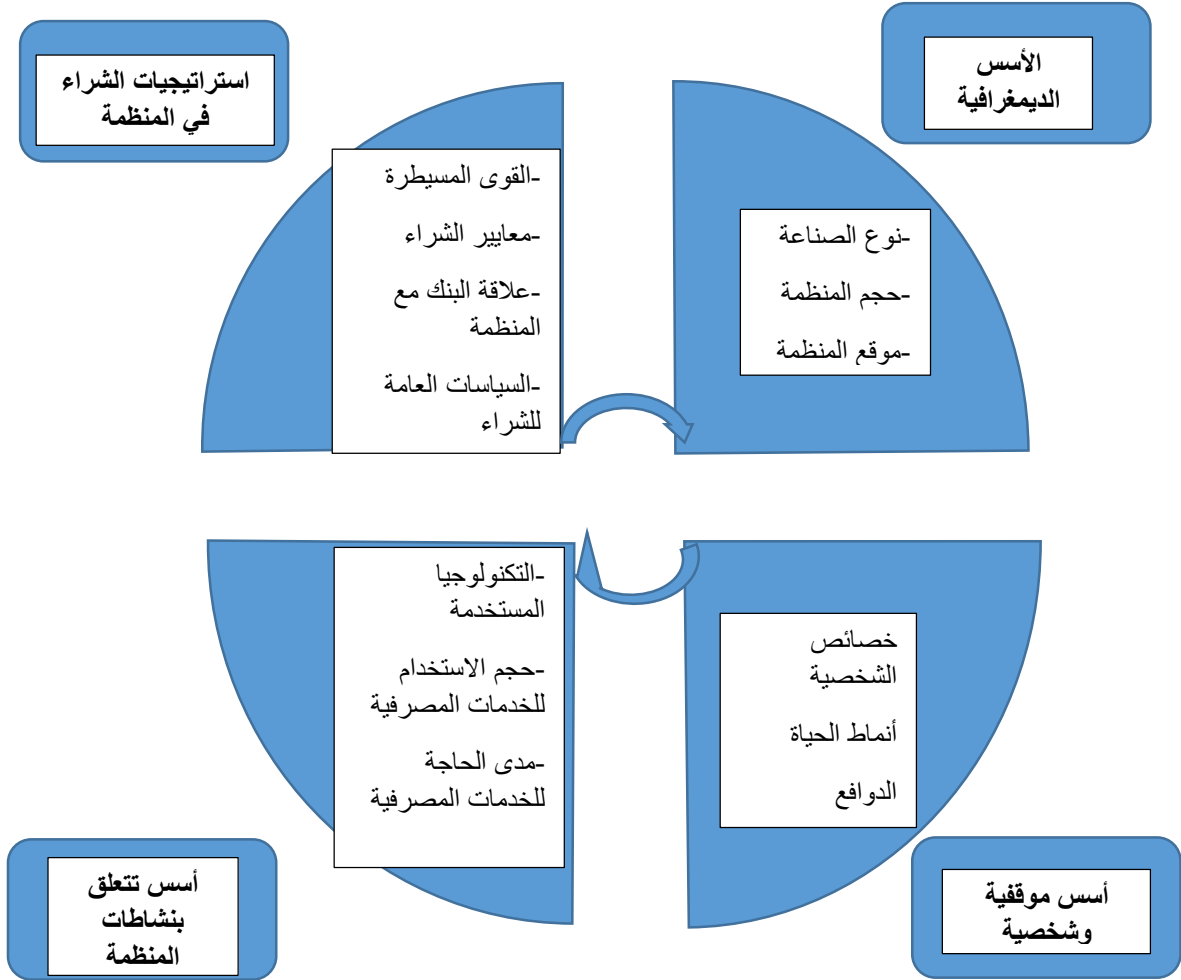 الأسس
الديمغرافية
-نوع الصناعة
-حجم المنظمة
-موقع المنظمة
استراتيجيات الشراء
في المنظمة
-القوى المسيطرة
-معايير الشراء
-علاقة البنك مع
المنظمة
-السياسات العامة
للشراء
خصائص
الشخصية
أنماط الحياة
الدوافع
أسس موقفية
وشخصية
-التكنولوجيا
المستخدمة
-حجم الاستخدام
للخدمات المصرفية
-مدى الحاجة
للخدمات المصرفية
أسس تتعلق
بنشاطات
المنظمة